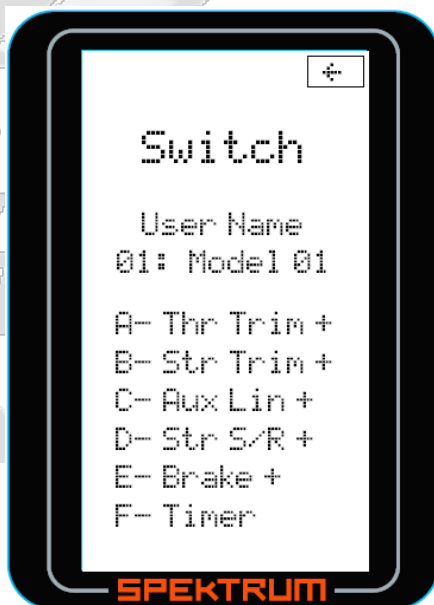 Switch
User Name
01: Model 01
A- Thr Trim +
B- Str Trim +
C- Aux Lin +
D- Str S/R +
E- Brake +
F- Timer
SPEKTRUM